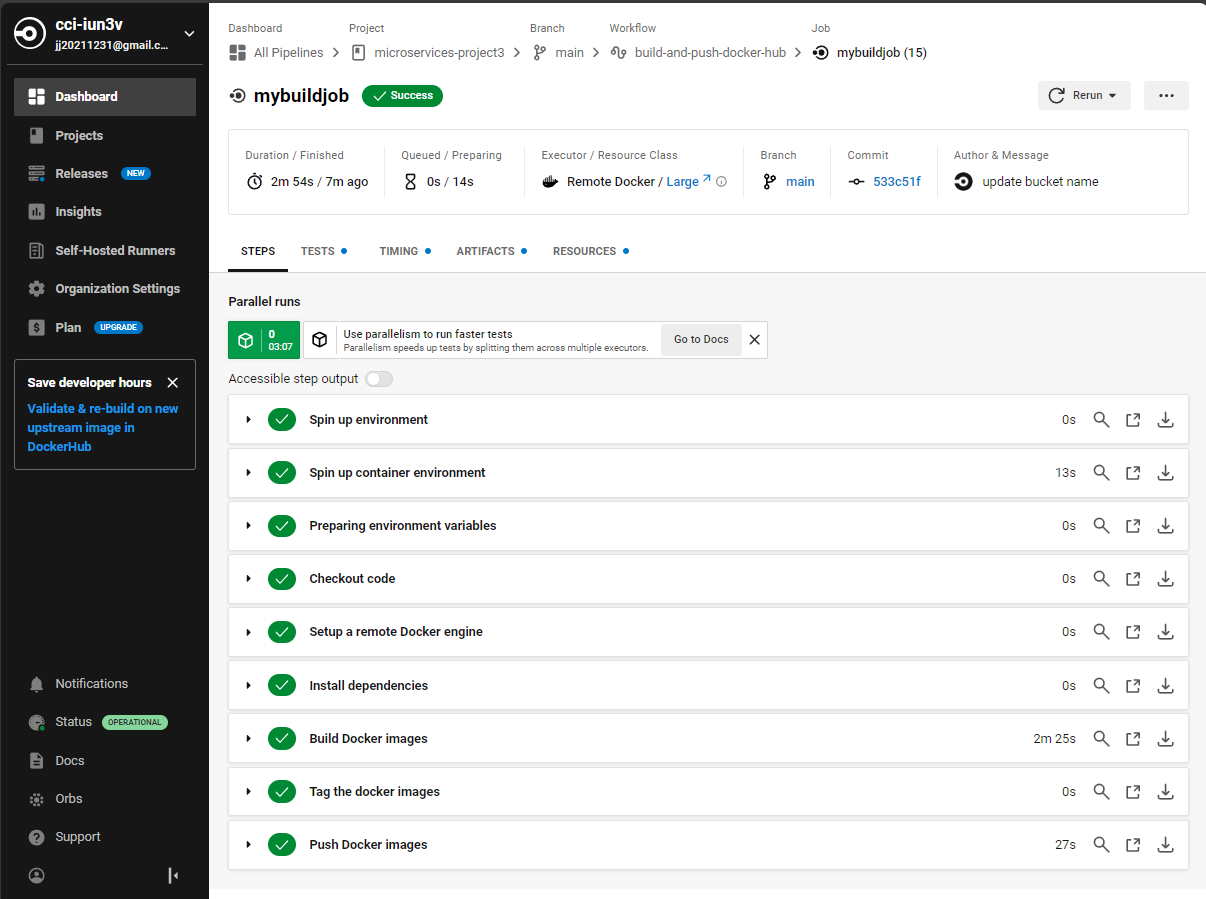 cci-iun3v
jj20211231@gmail.c...
Dashboard
Projects
Releases NEW
Insights
Self-Hosted Runners
Organization Settings
Plan UPGRADE
Save developer hours
Validate & re-build on new
upstream image in
DockerHub
Notifications
Status OPERATIONAL
Docs
Orbs
Support
Dashboard Project Branch Workflow Job
All Pipelines microservices-project3 main build-and-push-docker-hub mybuildjob (15)
mybuildjob Success Rerun
Duration / Finished Queued / Preparing Executor / Resource Class Branch Commit Author & Message
2m 54s / 7m ago 0s / 14s Remote Docker / Large main 533c51f update bucket name
STEPS TESTS TIMING ARTIFACTS RESOURCES
Parallel runs
0
03:07
Use parallelism to run faster tests
Parallelism speeds up tests by splitting them across multiple executors.
Go to Docs
Accessible step output
Spin up environment 0s
Spin up container environment 13s
Preparing environment variables 0s
Checkout code 0s
Setup a remote Docker engine 0s
Install dependencies 0s
Build Docker images 2m 25s
Tag the docker images 0s
Push Docker images 27s